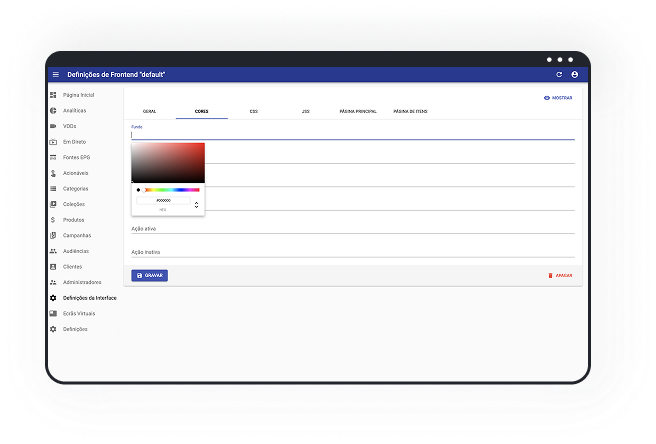 Definições de Frontend "default"
Página Inicial
Analíticas
VODs
Em Direto
Fontes EPG
Acionáveis
Categorias
Coleções
Produtos
Campanhas
Audiências
Clientes
Administradores
Definições da Interface
Ecrãs Virtuais
Definições
MOSTRAR
GERAL CORES CSS JSS PÁGINA PRINCIPAL PÁGINA DE ITENS
Fundo
#000000
HEX
Ação ativa
Ação inativa
GRAVAR
APAGAR